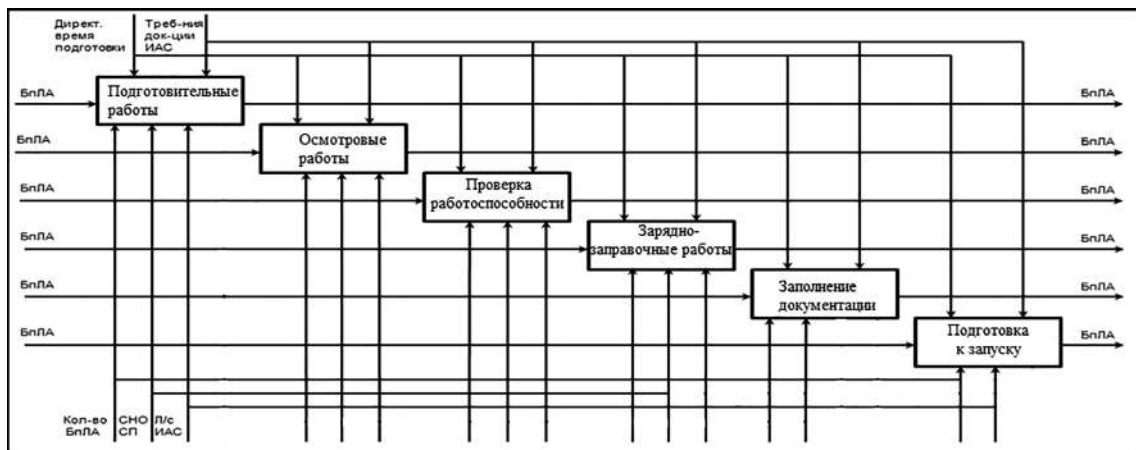 Директ.
время
подготовки
Треб-ния
док-ции
ИАС
БпЛА
Подготовительные
работы
БпЛА
БпЛА
Осмотровые
работы
БпЛА
БпЛА
Проверка
работоспособности
БпЛА
БпЛА
Зарядно-
заправочные работы
БпЛА
БпЛА
Заполнение
документации
БпЛА
БпЛА
Подготовка
к запуску
БпЛА
Кол-во
БпЛА
СНО
СП
Л/с
ИАС